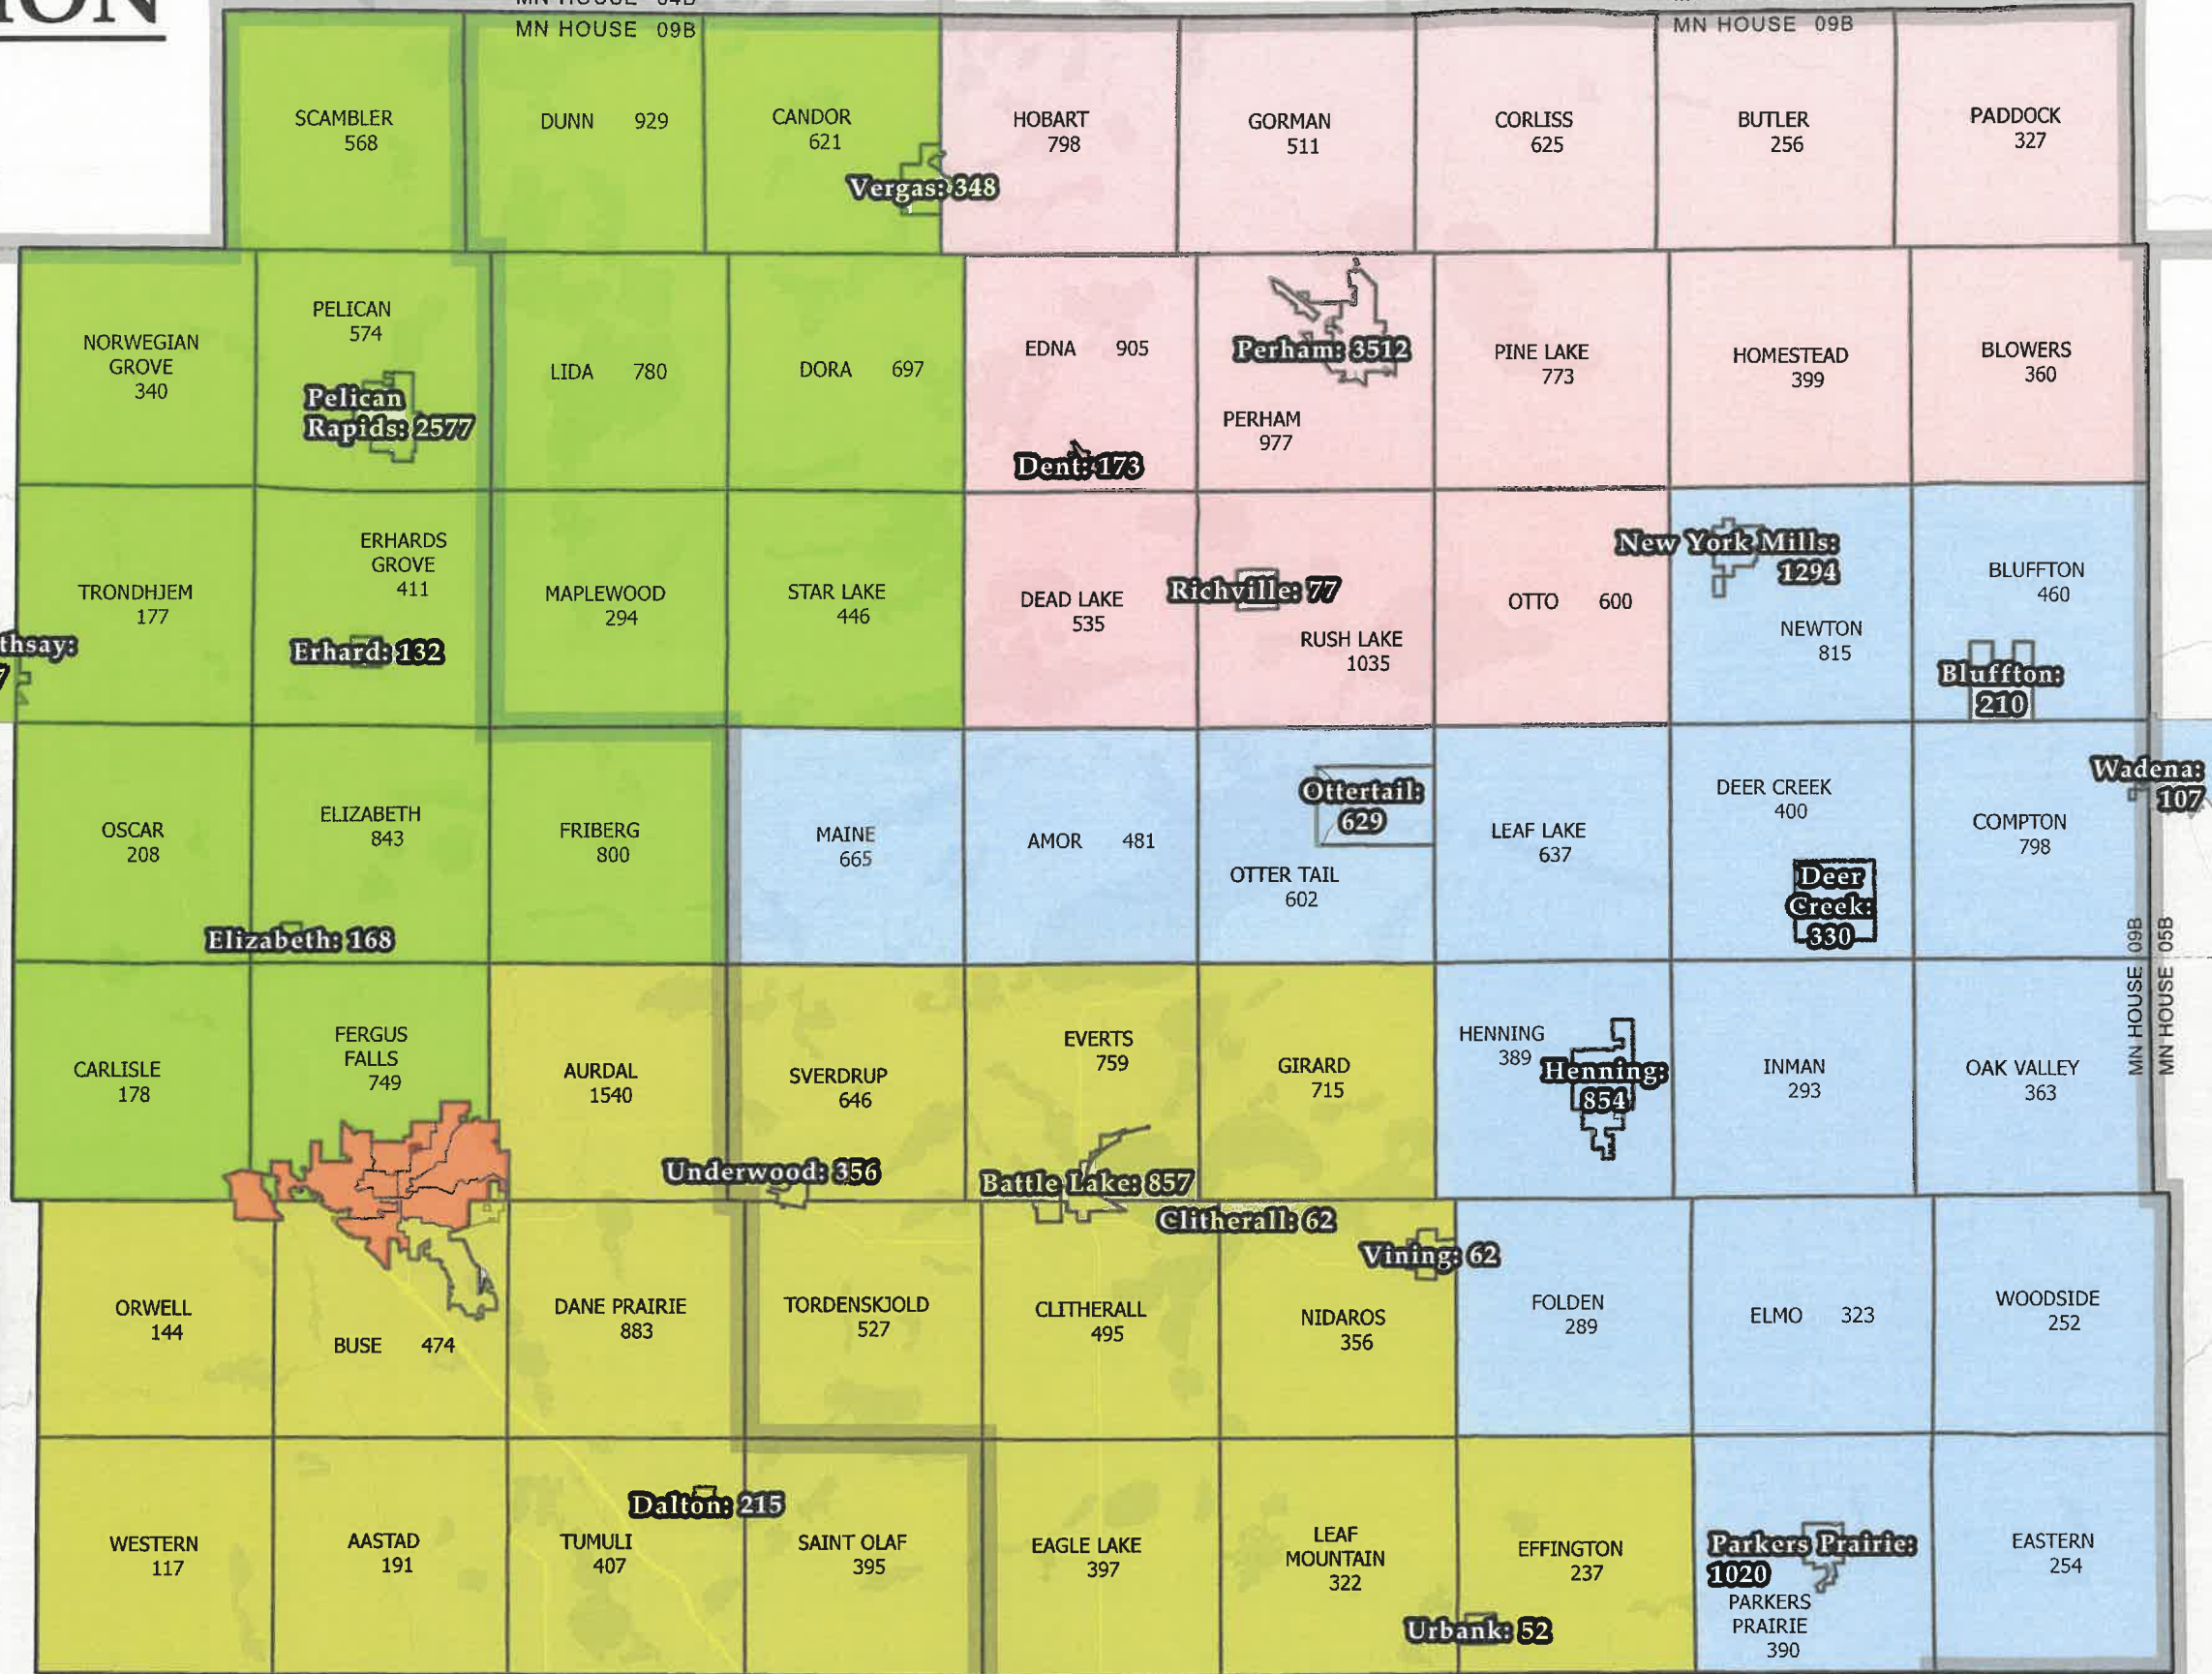 ION
MN HOUSE 09B
MN HOUSE 09B
SCAMBLER
568
DUNN 929
CANDOR
621
Vergas: 348
HOBART
798
GORMAN
511
CORLISS
625
BUTLER
256
PADDOCK
327
NORWEGIAN
GROVE
340
PELICAN
574
Pelican
Rapids: 2577
LIDA 780
DORA 697
EDNA 905
Dent: 173
Perham: 3512
PERHAM
977
PINE LAKE
773
HOMESTEAD
399
BLOWERS
360
TRONDHJEM
177
thsay:
7
ERHARDS
GROVE
411
Erhard: 132
MAPLEWOOD
294
STAR LAKE
446
DEAD LAKE
535
Richville: 77
RUSH LAKE
1035
OTTO 600
New York Mills:
1294
NEWTON
815
BLUFFTON
460
Bluffton:
210
OSCAR
208
ELIZABETH
843
Elizabeth: 168
FRIBERG
800
MAINE
665
AMOR 481
Ottertail:
629
OTTER TAIL
602
LEAF LAKE
637
DEER CREEK
400
Deer
Creek:
330
COMPTON
798
Wadena:
107
MN HOUSE 09B
MN HOUSE 05B
CARLISLE
178
FERGUS
FALLS
749
AURDAL
1540
SVERDRUP
646
Underwood: 356
EVERTS
759
Battle Lake: 857
GIRARD
715
HENNING
389
Henning:
854
INMAN
293
OAK VALLEY
363
ORWELL
144
BUSE 474
DANE PRAIRIE
883
TORDENSKJOLD
527
CLITHERALL
495
Clitherall: 62
Vining: 62
NIDAROS
356
FOLDEN
289
ELMO 323
WOODSIDE
252
WESTERN
117
AASTAD
191
TUMULI
407
Dalton: 215
SAINT OLAF
395
EAGLE LAKE
397
LEAF
MOUNTAIN
322
EFFINGTON
237
Urbank: 52
Parkers Prairie:
1020
PARKERS
PRAIRIE
390
EASTERN
254